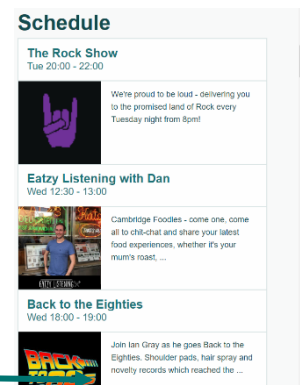 Schedule
The Rock Show
Tue 20:00 - 22:00
We're proud to be loud - delivering you
to the promised land of Rock every
Tuesday night from 8pm!
Eatzy Listening with Dan
Wed 12:30 - 13:00
Cambridge Foodies - come one, come
all to chit-chat and share your latest
food experiences, whether it's your
mum's roast, ...
EATZY LISTENING
Back to the Eighties
Wed 18:00 - 19:00
Join Ian Gray as he goes Back to the
Eighties. Shoulder pads, hair spray and
novelty records which reached the ...
BACK